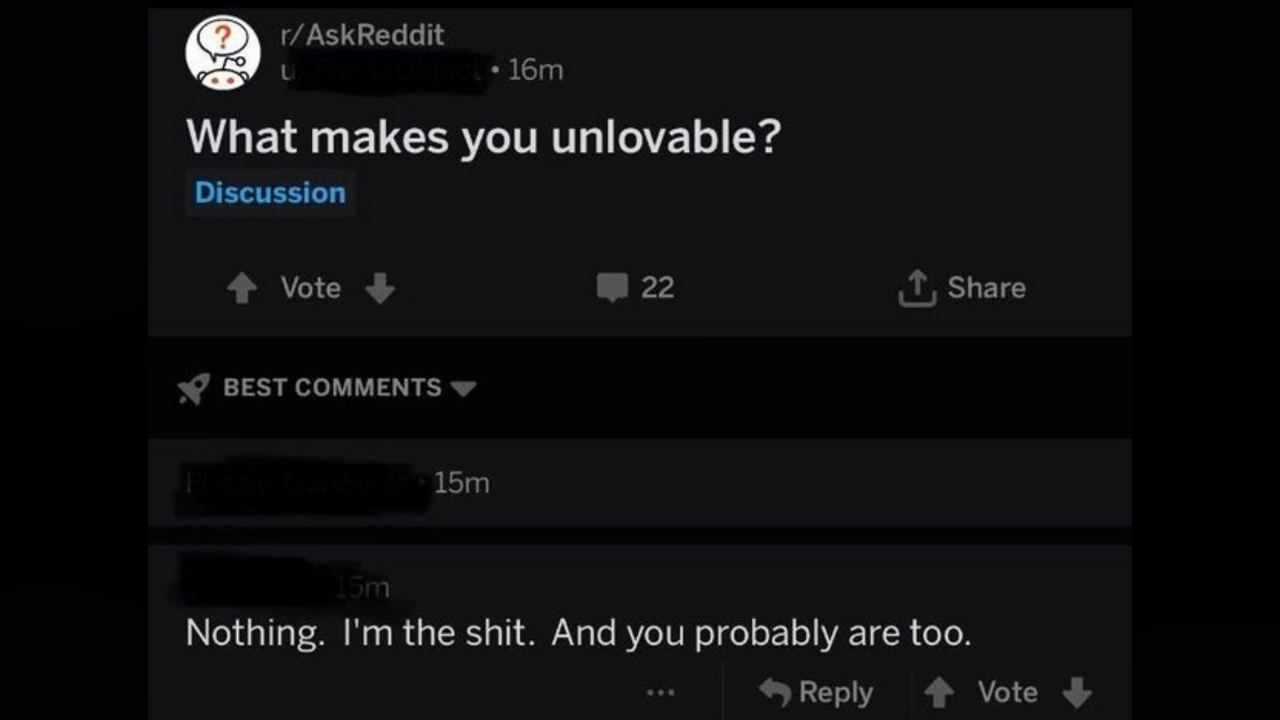 r/AskReddit
u • 16m
What makes you unlovable?
Discussion
Vote 22 Share
BEST COMMENTS
15m
15m
Nothing. I'm the shit. And you probably are too.
... Reply Vote